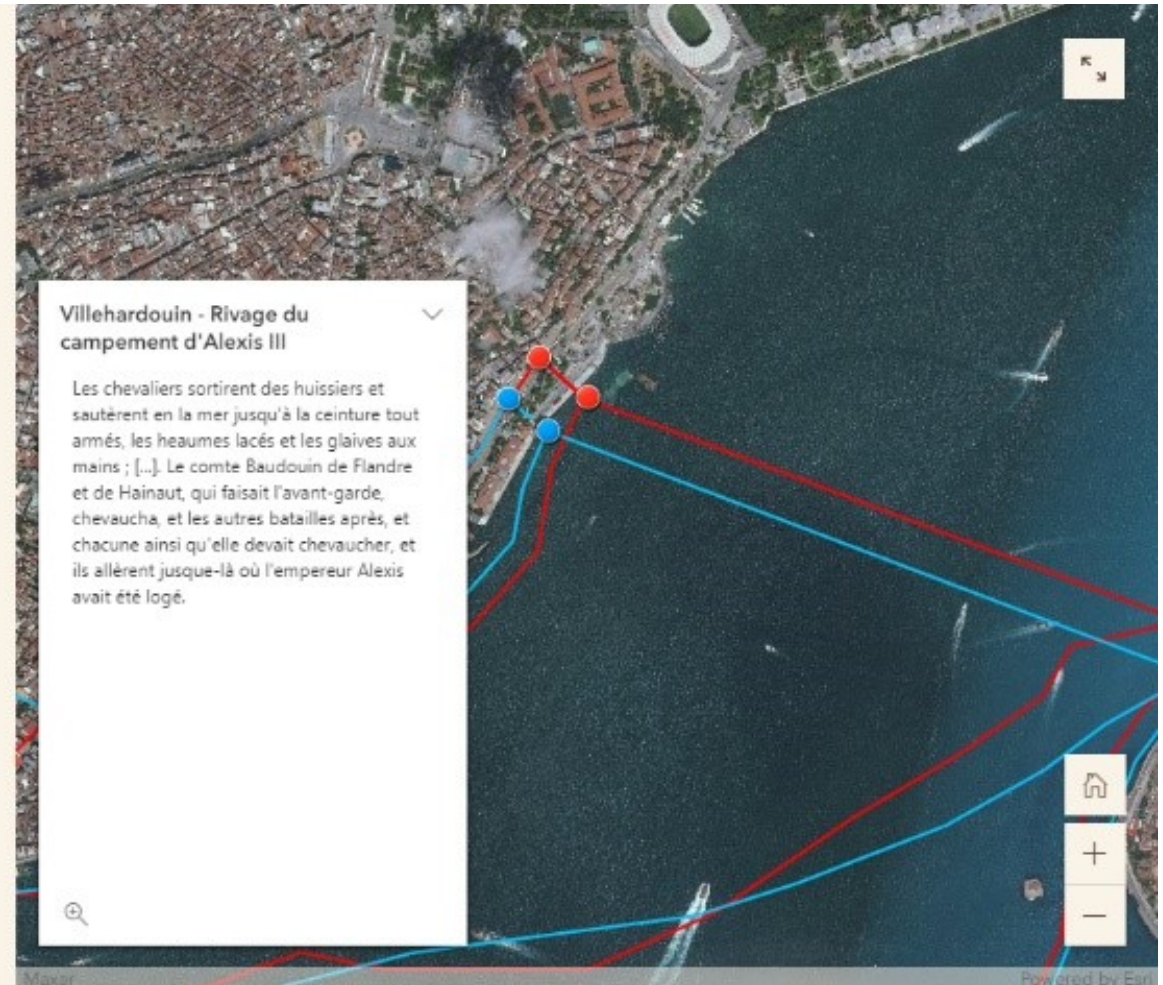 Villehardouin - Rivage du
campement d'Alexis III
Les chevaliers sortirent des huissiers et
sautèrent en la mer jusqu'à la ceinture tout
armés, les heaumes lacés et les glaives aux
mains ; [...]. Le comte Baudouin de Flandre
et de Hainaut, qui faisait l'avant-garde,
chevaucha, et les autres batailles après, et
chacune ainsi qu'elle devait chevaucher, et
ils allèrent jusque-là où l'empereur Alexis
avait été logé.
Maxar
Powered by Esri